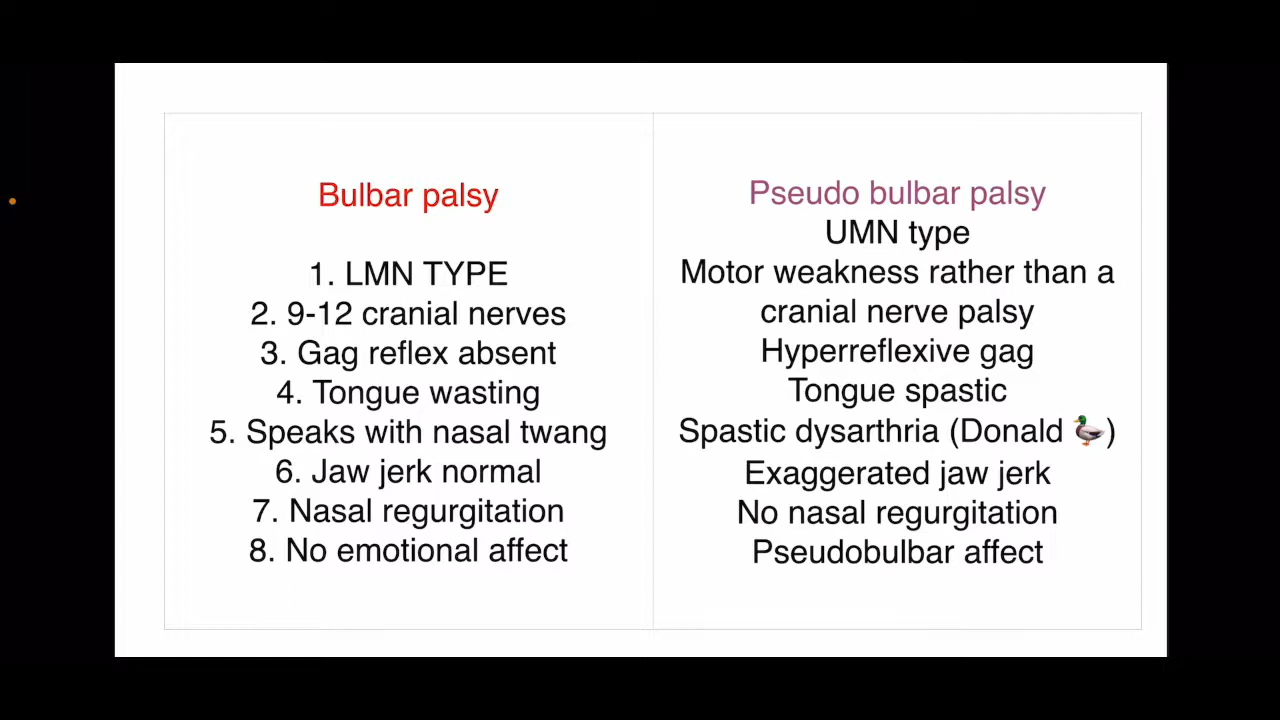 Bulbar palsy
1. LMN TYPE
2. 9-12 cranial nerves
3. Gag reflex absent
4. Tongue wasting
5. Speaks with nasal twang
6. Jaw jerk normal
7. Nasal regurgitation
8. No emotional affect
Pseudo bulbar palsy
UMN type
Motor weakness rather than a
cranial nerve palsy
Hyperreflexive gag
Tongue spastic
Spastic dysarthria (Donald 🦆)
Exaggerated jaw jerk
No nasal regurgitation
Pseudobulbar affect